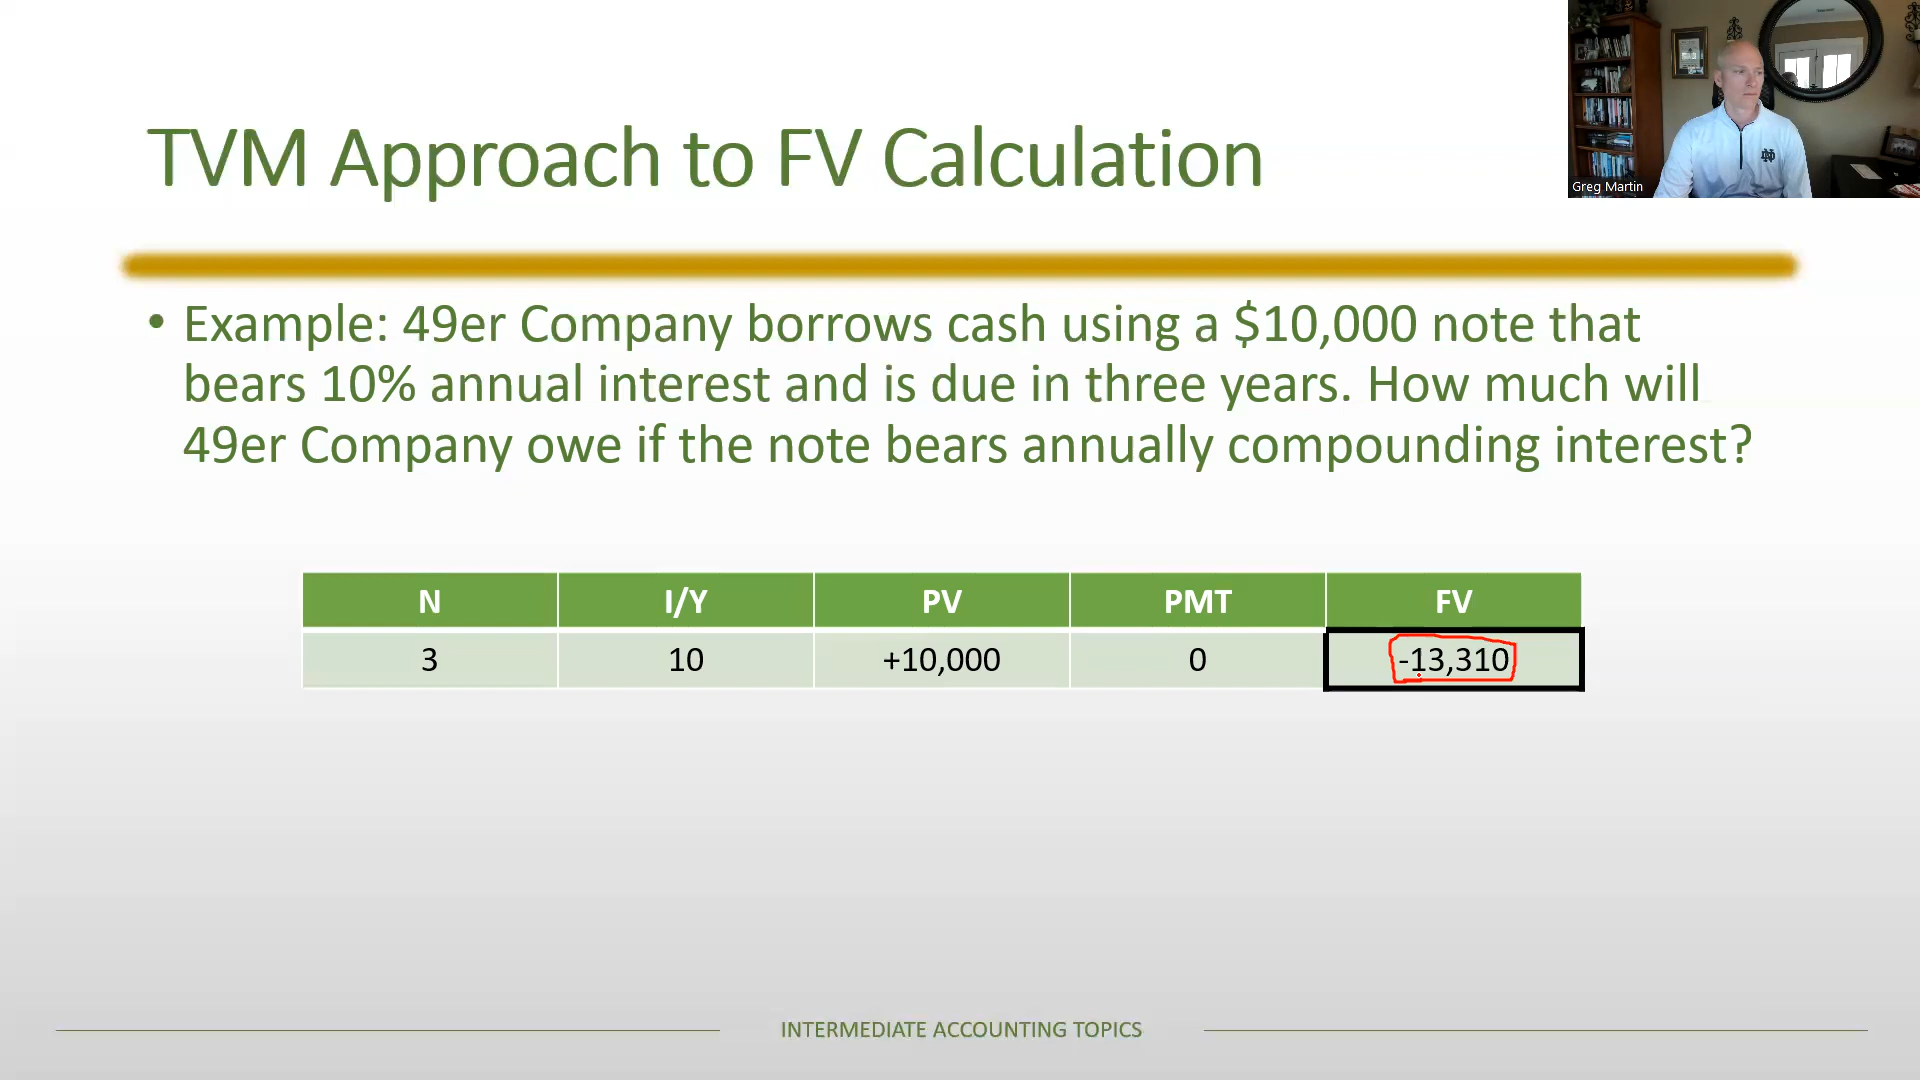 TVM Approach to FV Calculation
Greg Martin
• Example: 49er Company borrows cash using a $10,000 note that
bears 10% annual interest and is due in three years. How much will
49er Company owe if the note bears annually compounding interest?
N I/Y PV PMT FV
3 10 +10,000 0 -13,310
INTERMEDIATE ACCOUNTING TOPICS